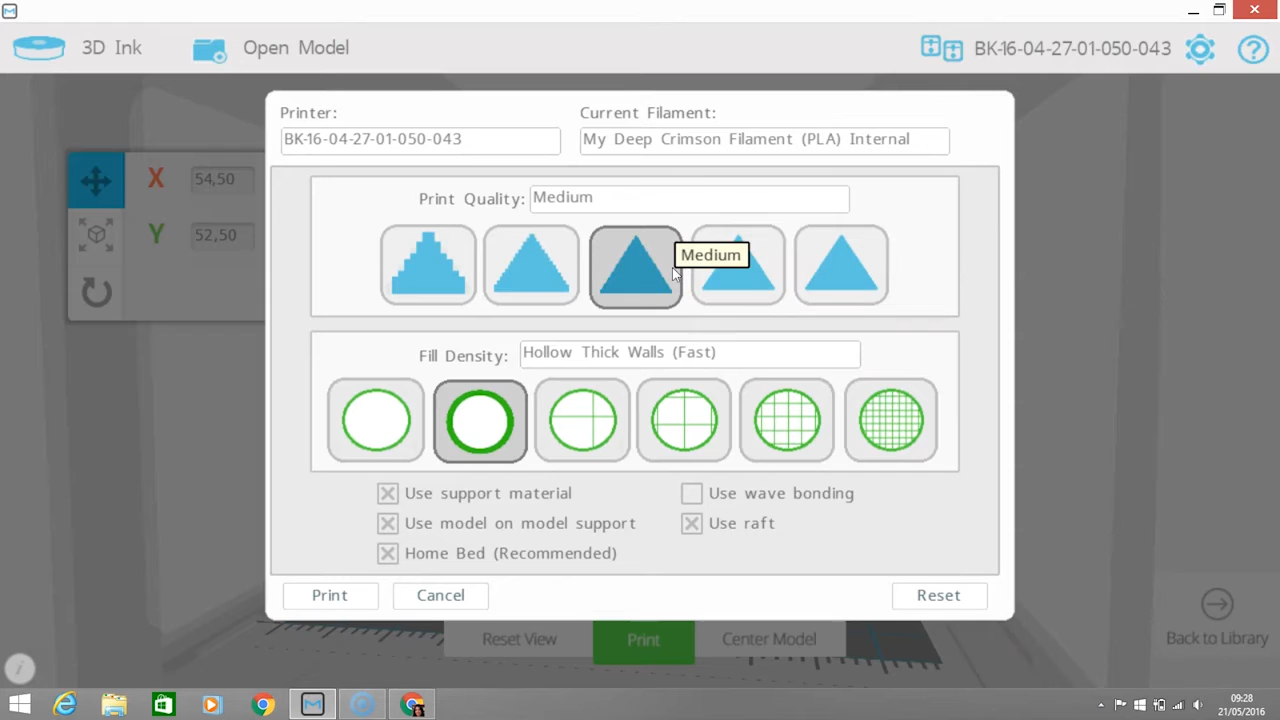 3D Ink
Open Model
BK-16-04-27-01-050-043
Printer:
Current Filament:
BK-16-04-27-01-050-043
My Deep Crimson Filament (PLA) Internal
X 54,50
Y 52,50
Print Quality: Medium
Medium
Fill Density: Hollow Thick Walls (Fast)
Use support material
Use wave bonding
Use model on model support
Use raft
Home Bed (Recommended)
Print
Cancel
Reset
Reset View
Print
Center Model
Back to Library
09:28
21/05/2016